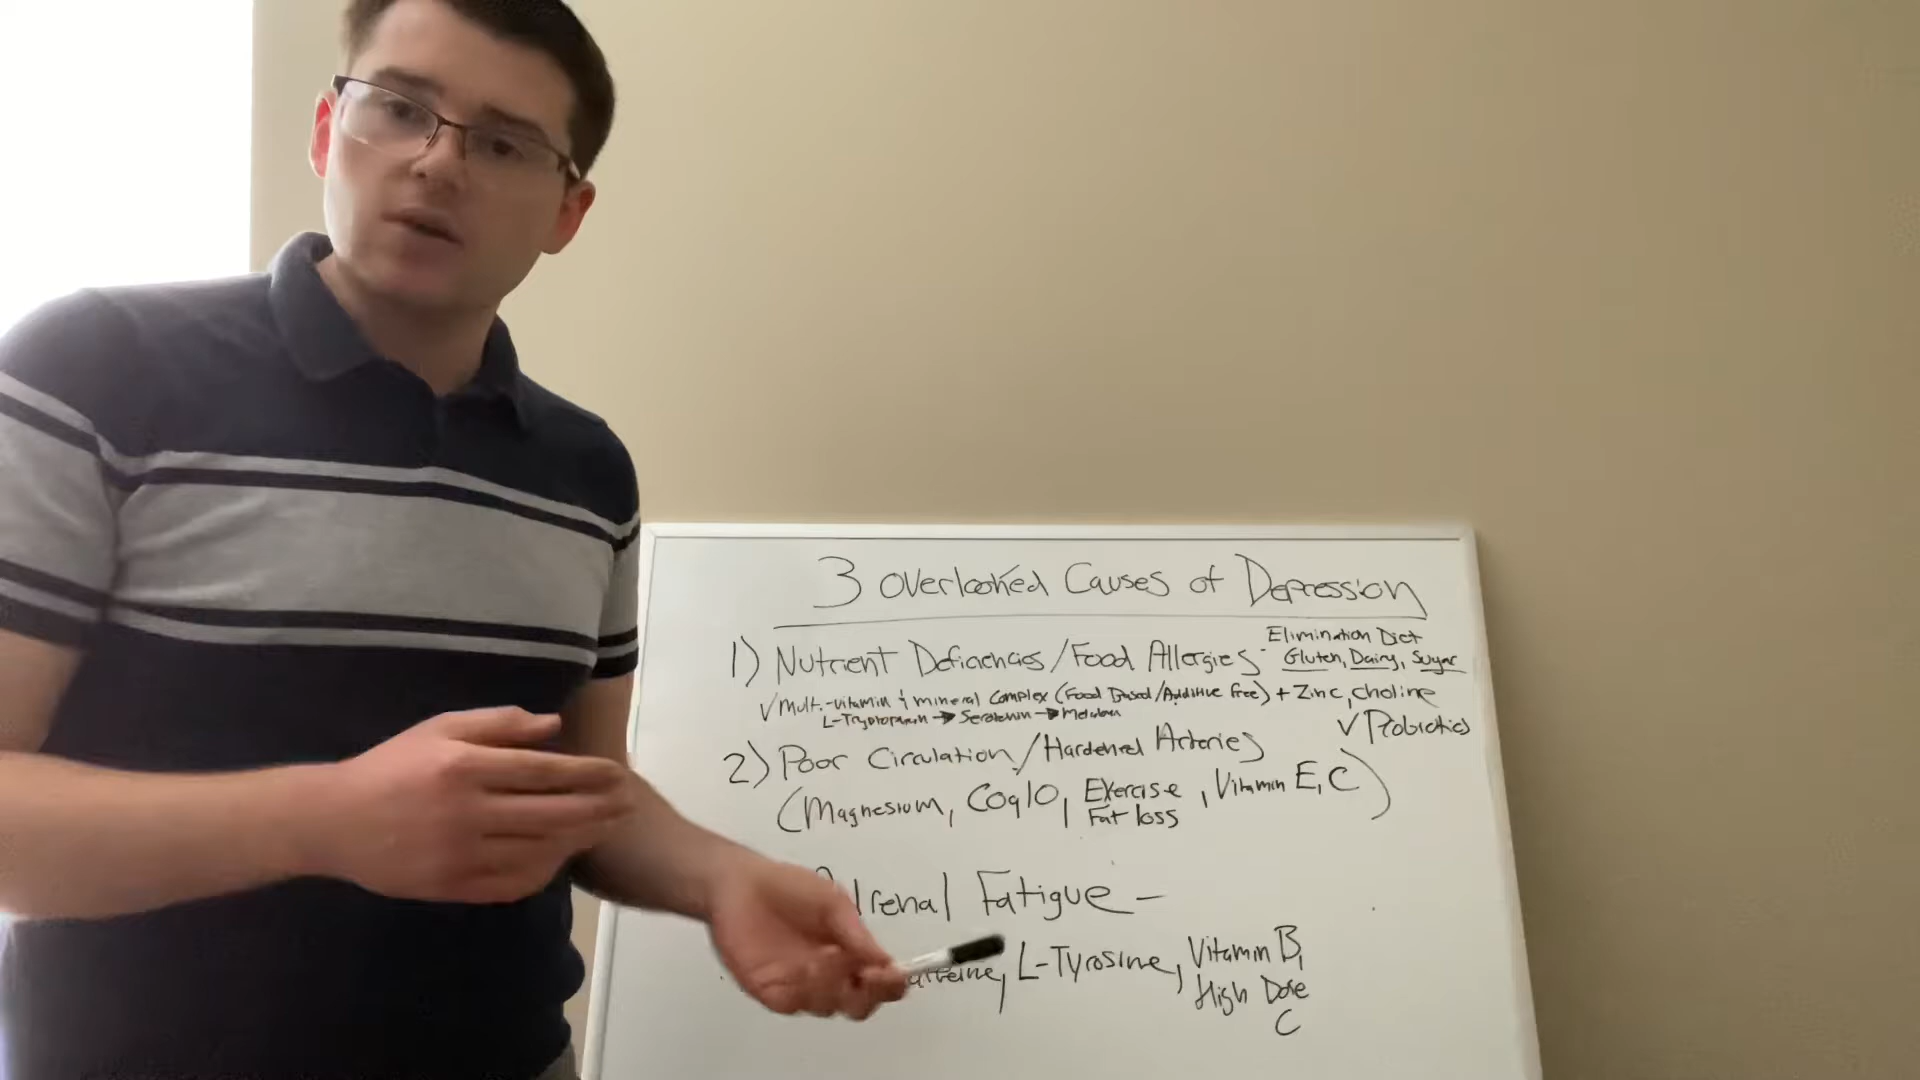 3 Overlooked Causes of Depression
1) Nutrient Deficiencies/Food Allergies - Elimination Diet
Gluten, Dairy, Sugar
√ Mult.-vitamin & mineral Complex (Food Based/Additive free) + Zinc, choline
L-Tryptophan → Serotonin →
√ Probiotics
2) Poor Circulation/Hardened Arteries
(Magnesium, Coq10, Exercise, Vitamin E, C)
Fat loss
Adrenal Fatigue -
L-Tyrosine, Vitamin B,
High Dose
C